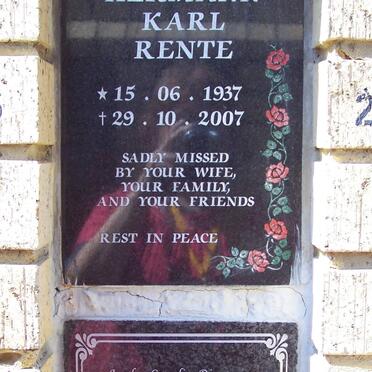 KARL
RENTE
★ 15 . 06 . 1937
† 29 . 10 . 2007
SADLY MISSED
BY YOUR WIFE,
YOUR FAMILY,
AND YOUR FRIENDS
REST IN PEACE
2